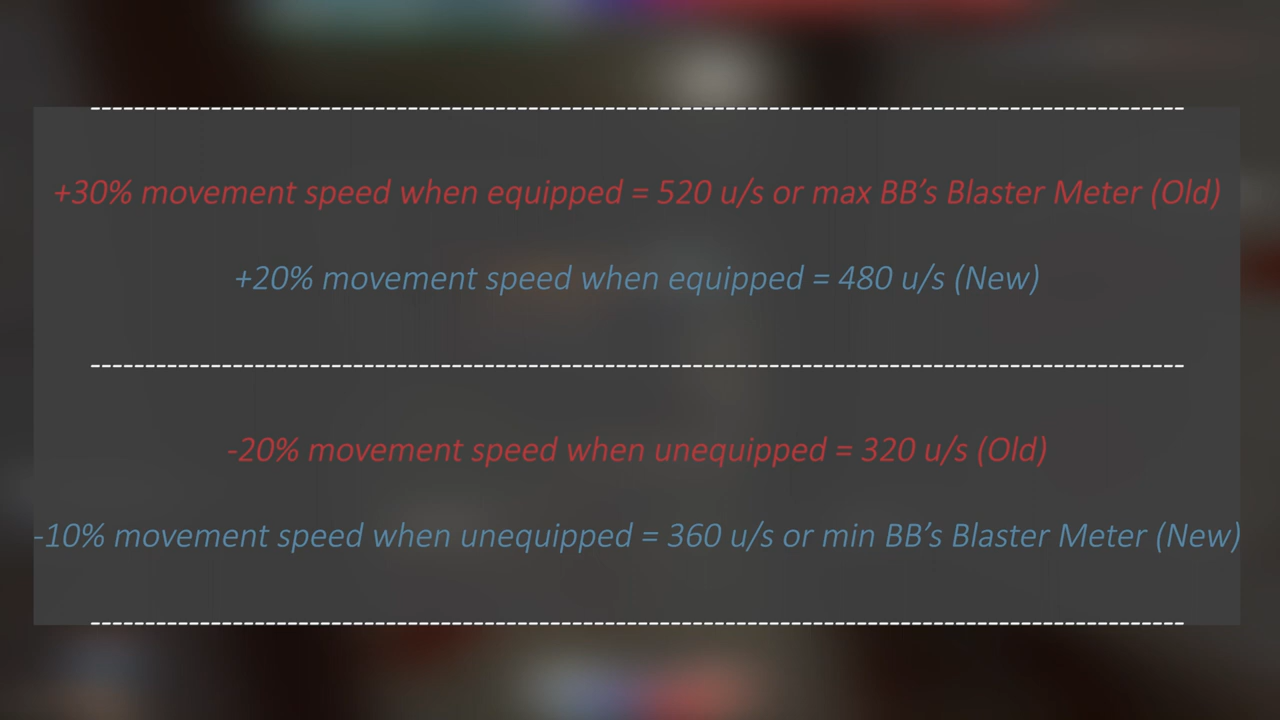 +30% movement speed when equipped = 520 u/s or max BB’s Blaster Meter (Old)
+20% movement speed when equipped = 480 u/s (New)
-20% movement speed when unequipped = 320 u/s (Old)
-10% movement speed when unequipped = 360 u/s or min BB’s Blaster Meter (New)